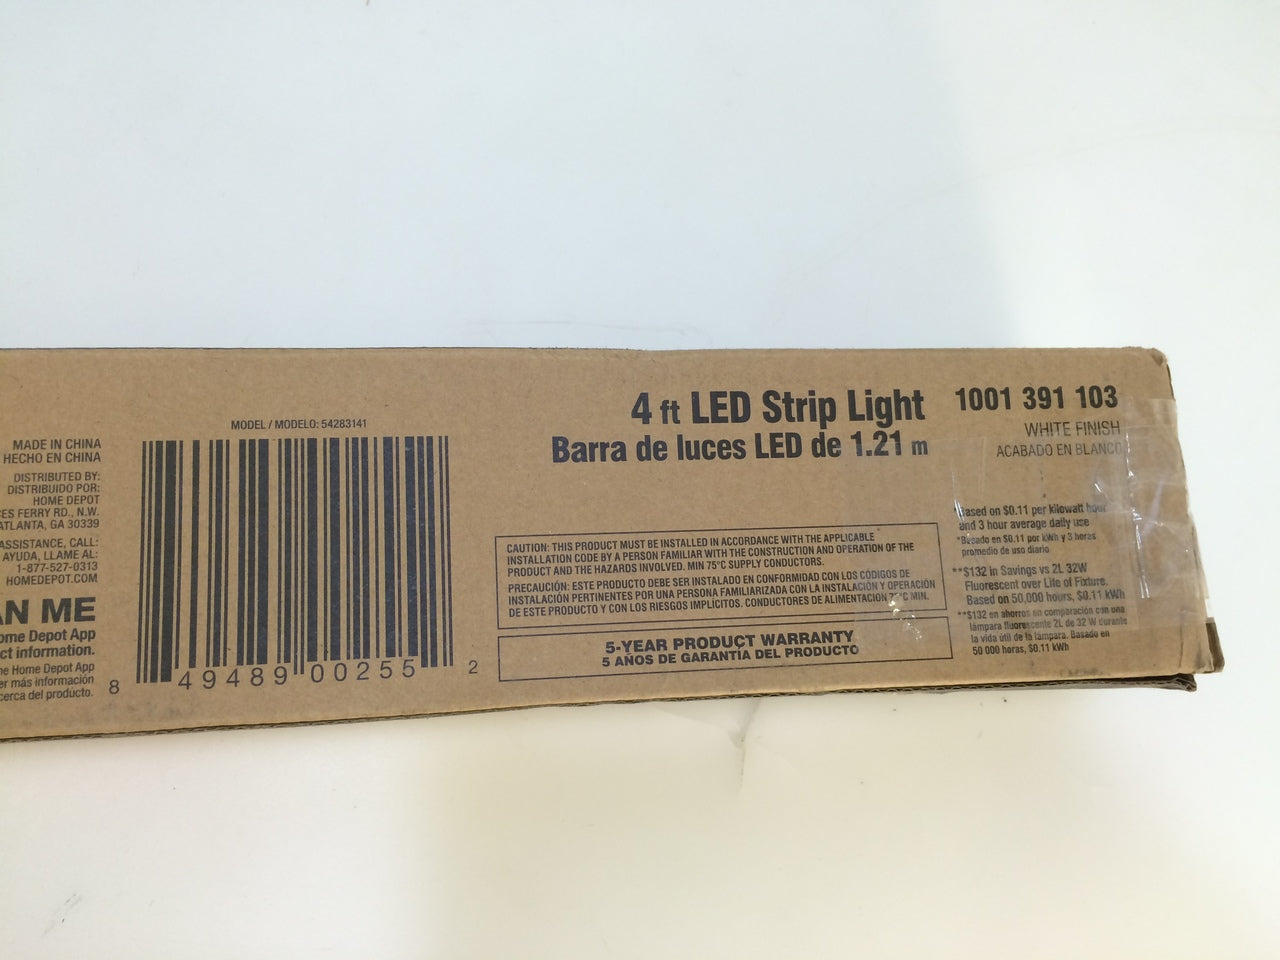 MADE IN CHINA
HECHO EN CHINA
DISTRIBUTED BY:
DISTRIBUIDO POR:
HOME DEPOT
CES FERRY RD., N.W.
ATLANTA, GA 30339
ASSISTANCE, CALL:
AYUDA, LLAME AL:
1-877-527-0313
HOMEDEPOT.COM
AN ME
ome Depot App
ct information.
ne Home Depot App
er más información
cerca del producto.
MODEL / MODELO: 54283141
8 49489 00255 2
4 ft LED Strip Light
Barra de luces LED de 1.21 m
CAUTION: THIS PRODUCT MUST BE INSTALLED IN ACCORDANCE WITH THE APPLICABLE
INSTALLATION CODE BY A PERSON FAMILIAR WITH THE CONSTRUCTION AND OPERATION OF THE
PRODUCT AND THE HAZARDS INVOLVED. MIN 75°C SUPPLY CONDUCTORS.
PRECAUCIÓN: ESTE PRODUCTO DEBE SER INSTALADO EN CONFORMIDAD CON LOS CÓDIGOS DE
INSTALACIÓN PERTINENTES POR UNA PERSONA FAMILIARIZADA CON LA INSTALACIÓN Y OPERACIÓN
DE ESTE PRODUCTO Y CON LOS RIESGOS IMPLÍCITOS. CONDUCTORES DE ALIMENTACIÓN 75°C MIN.
5-YEAR PRODUCT WARRANTY
5 AÑOS DE GARANTÍA DEL PRODUCTO
1001 391 103
WHITE FINISH
ACABADO EN BLANCO
*Based on $0.11 per kilowatt hour
and 3 hour average daily use
*Basado en $0.11 por kWh y 3 horas
promedio de uso diario
**$132 in Savings vs 2L 32W
Fluorescent over Life of Fixture.
Based on 50,000 hours, $0.11 kWh
**$132 en ahorros en comparación con una
lámpara fluorescente 2L de 32 W durante
la vida útil de la lámpara. Basado en
50 000 horas, $0.11 kWh